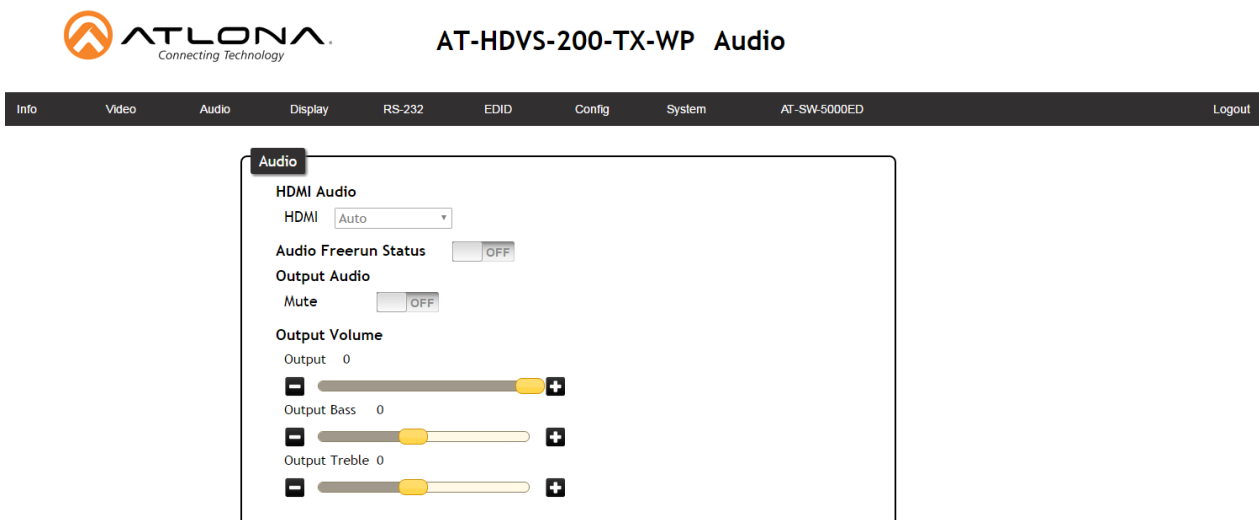 ATLONA.
Connecting Technology
AT-HDVS-200-TX-WP Audio
Info Video Audio Display RS-232 EDID Config System AT-SW-5000ED Logout
Audio
HDMI Audio
HDMI Auto
Audio Freerun Status OFF
Output Audio
Mute OFF
Output Volume
Output 0
Output Bass 0
Output Treble 0